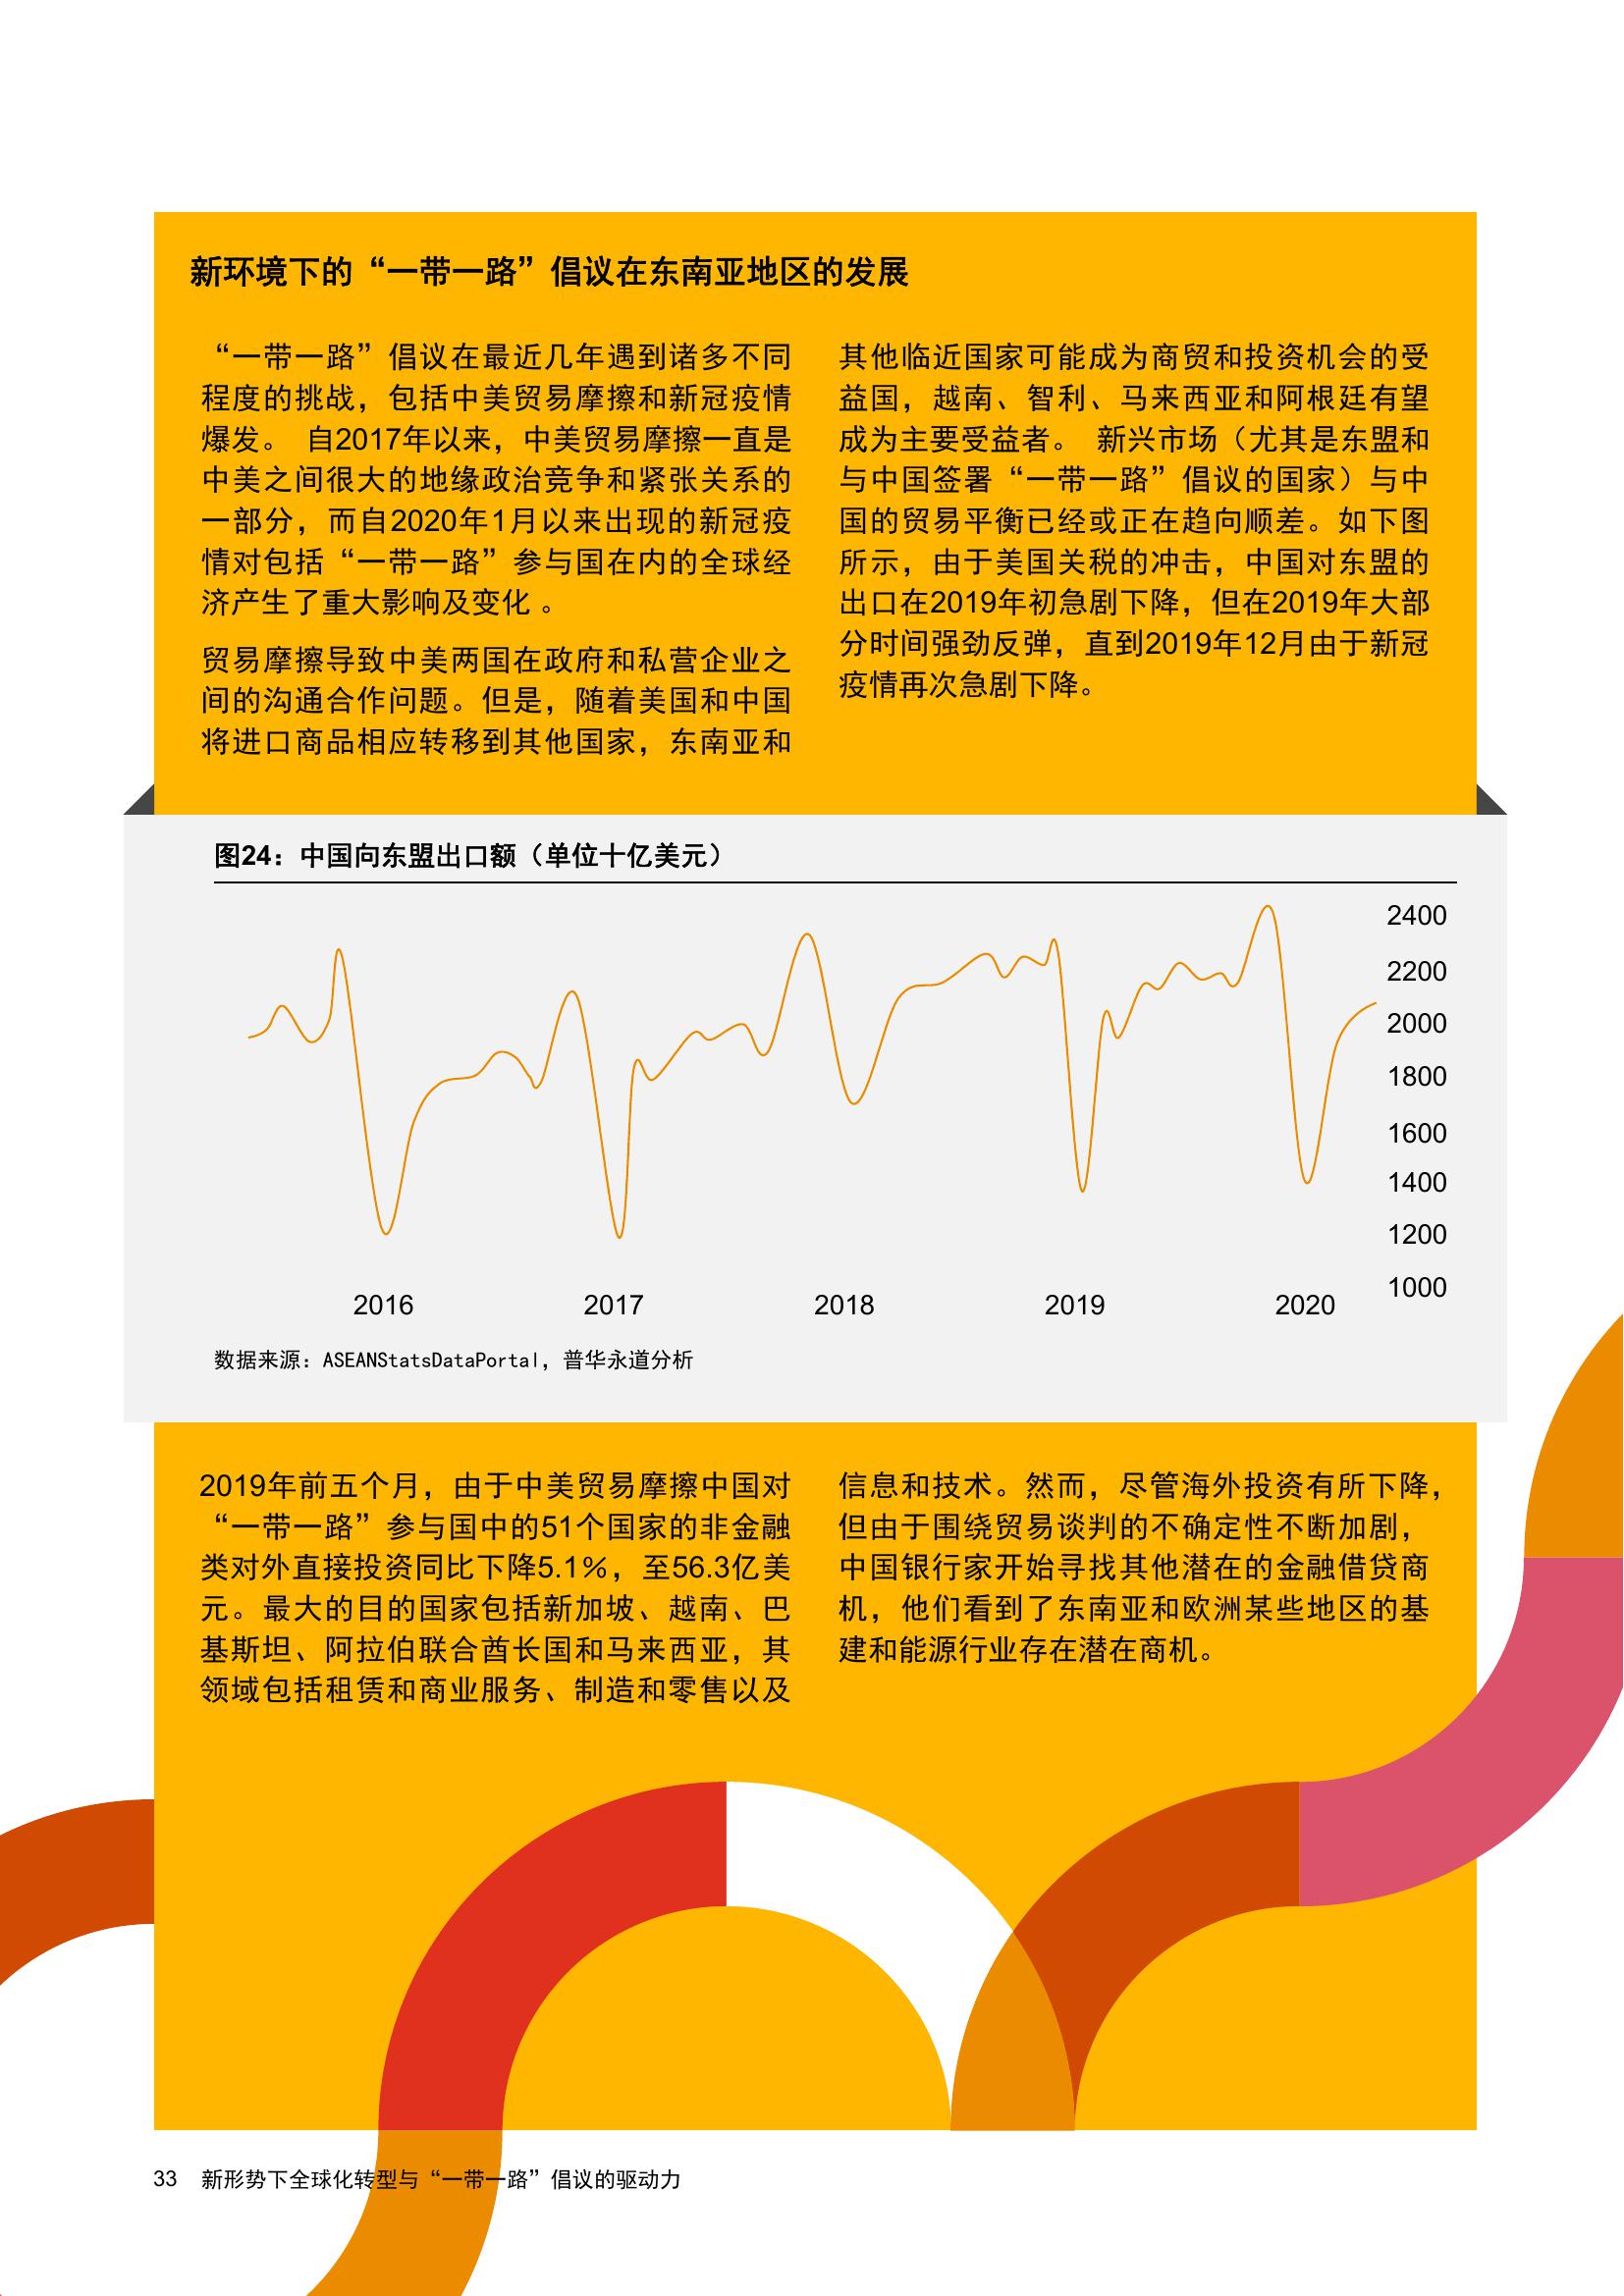 新环境下的“一带一路”倡议在东南亚地区的发展
“一带一路”倡议在最近几年遇到诸多不同
程度的挑战，包括中美贸易摩擦和新冠疫情
爆发。 自2017年以来，中美贸易摩擦一直是
中美之间很大的地缘政治竞争和紧张关系的
一部分，而自2020年1月以来出现的新冠疫
情对包括“一带一路”参与国在内的全球经
济产生了重大影响及变化 。
贸易摩擦导致中美两国在政府和私营企业之
间的沟通合作问题。但是，随着美国和中国
将进口商品相应转移到其他国家，东南亚和
其他临近国家可能成为商贸和投资机会的受
益国，越南、智利、马来西亚和阿根廷有望
成为主要受益者。 新兴市场（尤其是东盟和
与中国签署“一带一路”倡议的国家）与中
国的贸易平衡已经或正在趋向顺差。如下图
所示，由于美国关税的冲击，中国对东盟的
出口在2019年初急剧下降，但在2019年大部
分时间强劲反弹，直到2019年12月由于新冠
疫情再次急剧下降。
图24：中国向东盟出口额（单位十亿美元）
2400
2200
2000
1800
1600
1400
1200
1000
2016 2017 2018 2019 2020
数据来源：ASEANStatsDataPortal，普华永道分析
2019年前五个月，由于中美贸易摩擦中国对
“一带一路”参与国中的51个国家的非金融
类对外直接投资同比下降5.1%，至56.3亿美
元。最大的目的国家包括新加坡、越南、巴
基斯坦、阿拉伯联合酋长国和马来西亚，其
领域包括租赁和商业服务、制造和零售以及
信息和技术。然而，尽管海外投资有所下降，
但由于围绕贸易谈判的不确定性不断加剧，
中国银行家开始寻找其他潜在的金融借贷商
机，他们看到了东南亚和欧洲某些地区的基
建和能源行业存在潜在商机。
33 新形势下全球化转型与“一带一路”倡议的驱动力